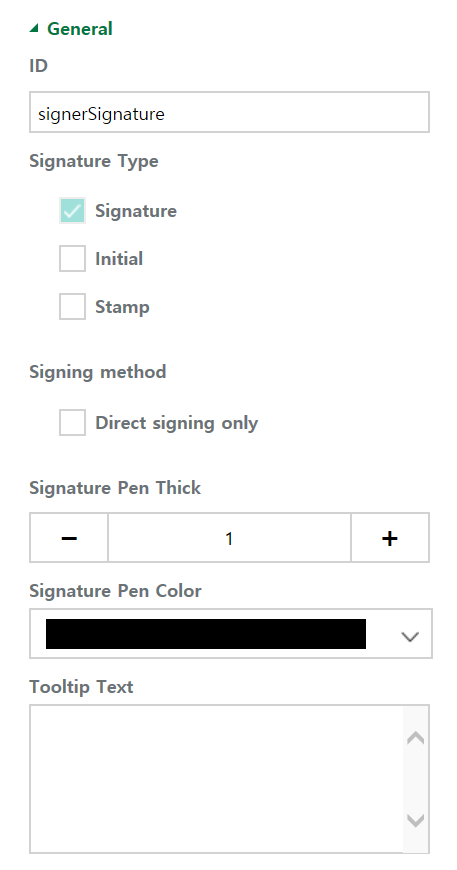 General
ID
signerSignature
Signature Type
Signature
Initial
Stamp
Signing method
Direct signing only
Signature Pen Thick
− 1 +
Signature Pen Color
Tooltip Text